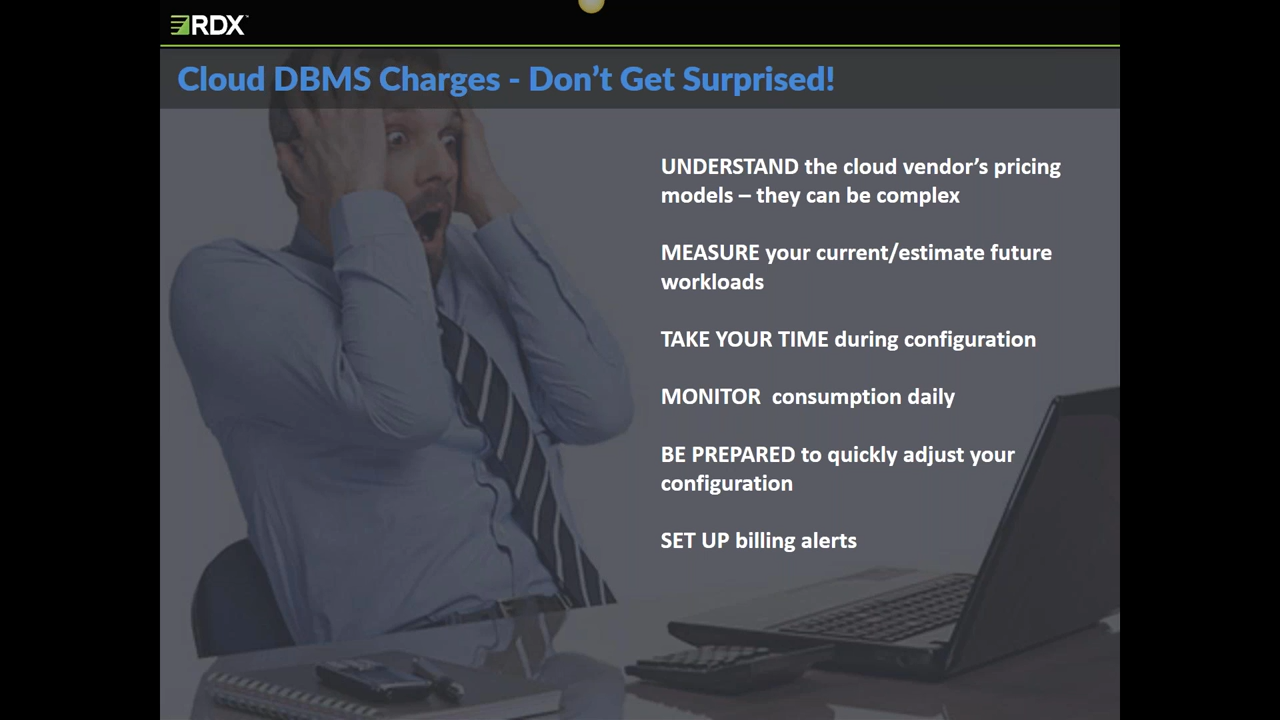 RDX
Cloud DBMS Charges - Don’t Get Surprised!
UNDERSTAND the cloud vendor’s pricing
models – they can be complex
MEASURE your current/estimate future
workloads
TAKE YOUR TIME during configuration
MONITOR  consumption daily
BE PREPARED to quickly adjust your
configuration
SET UP billing alerts